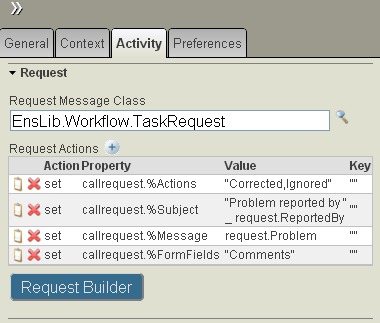 »
General Context Activity Preferences
Request
Request Message Class
EnsLib.Workflow.TaskRequest
Request Actions
Action Property Value Key
set callrequest.%Actions "Corrected,Ignored" ""
set callrequest.%Subject "Problem reported by " ""
_ request.ReportedBy
set callrequest.%Message request.Problem ""
set callrequest.%FormFields "Comments" ""
Request Builder